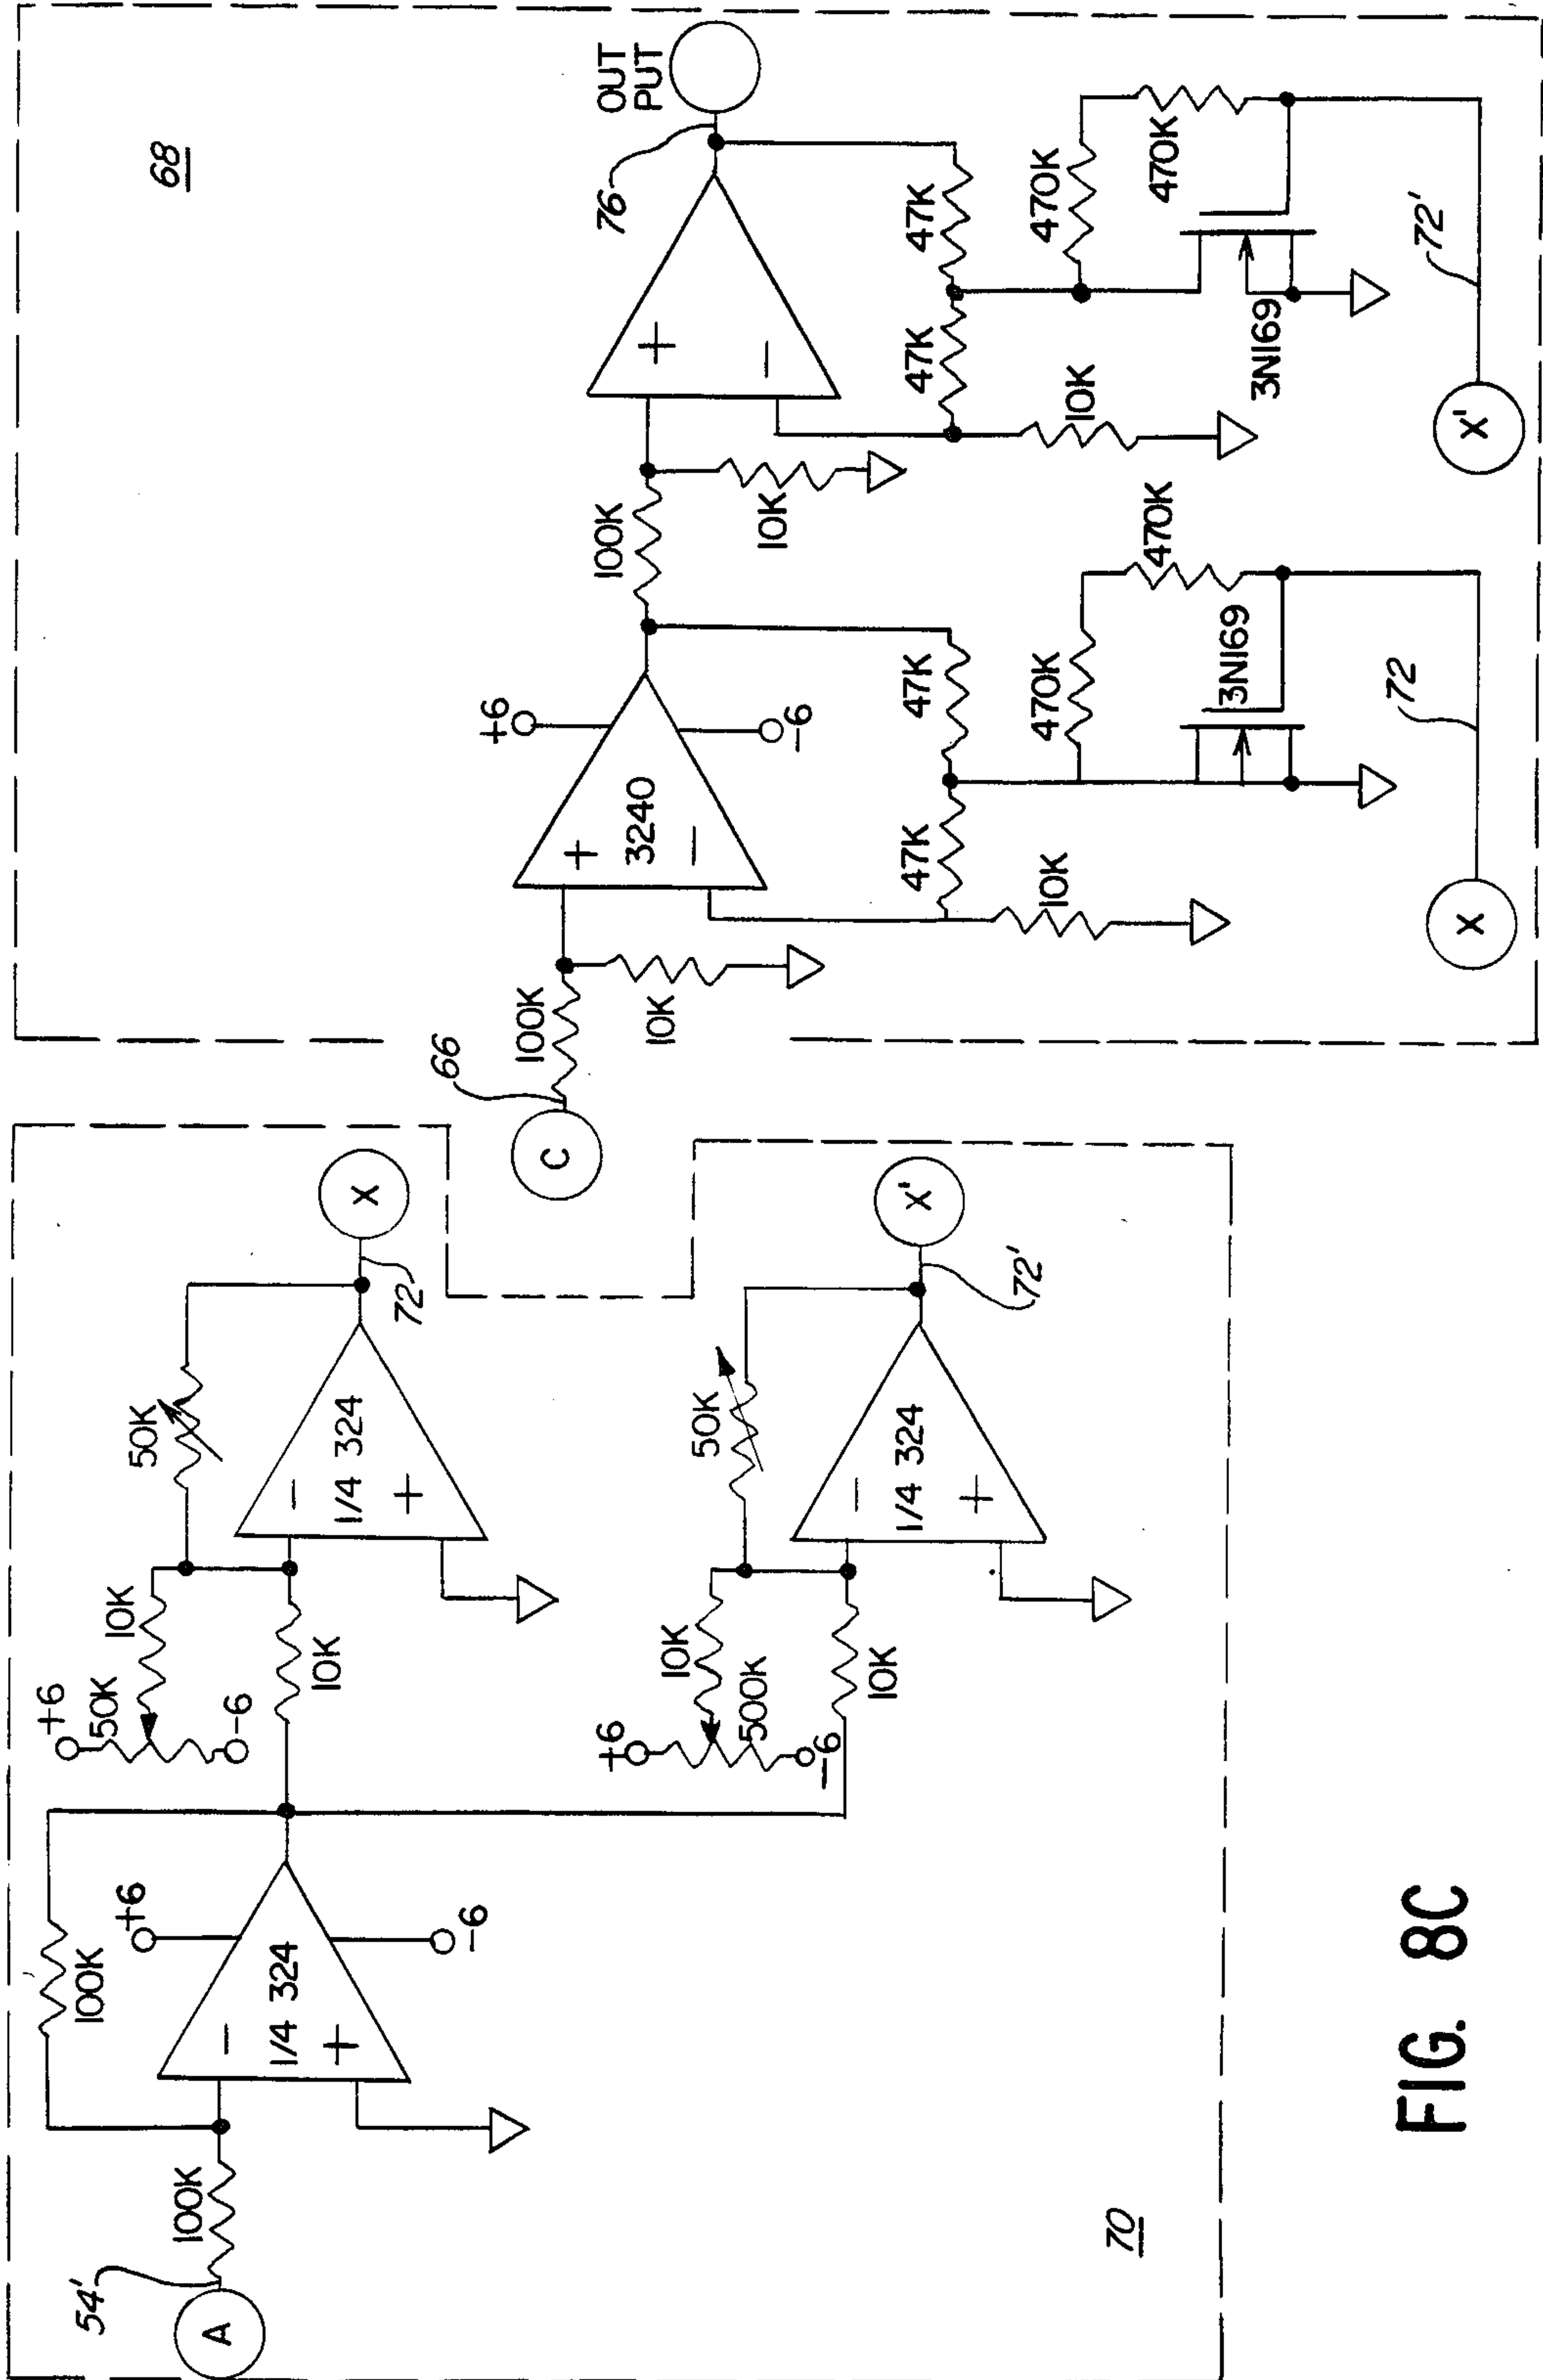 68
OUT
PUT
76
+6
3240
+
−
−6
100K
10K
+
−
47K
47K
10K
470K
470K
3N169
72'
X'
C
66
100K
10K
47K
47K
10K
470K
470K
3N169
72
X
54'
A
100K
100K
+6
1/4 324
−
+
−6
+6
50K
−6
10K
10K
50K
1/4 324
−
+
72
X
+6
500K
−6
10K
10K
50K
1/4 324
−
+
72'
X'
70
FIG. 8C